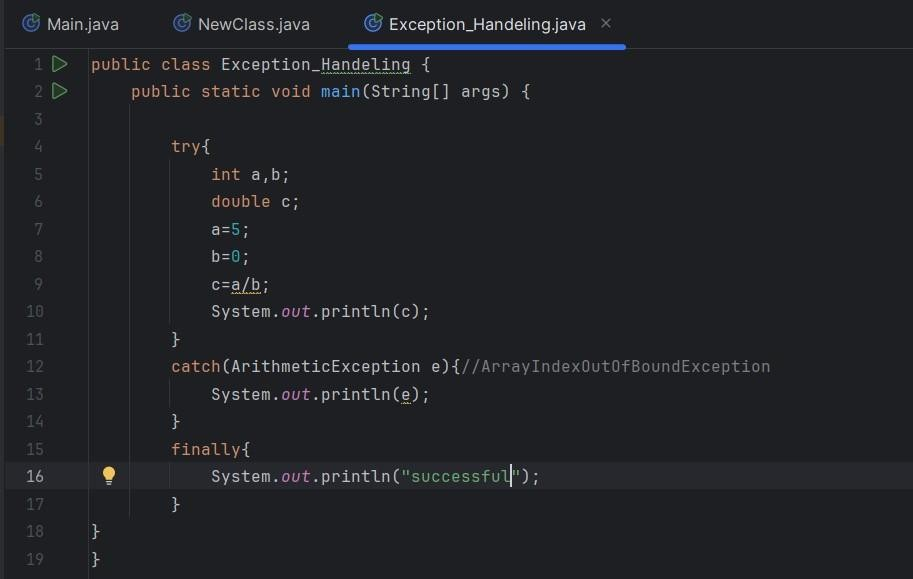 Main.java NewClass.java Exception_Handeling.java ×
1 public class Exception_Handeling {
2 public static void main(String[] args) {
3
4 try{
5 int a,b;
6 double c;
7 a=5;
8 b=0;
9 c=a/b;
10 System.out.println(c);
11 }
12 catch(ArithmeticException e){//ArrayIndexOutOfBoundException
13 System.out.println(e);
14 }
15 finally{
16 System.out.println("successful");
17 }
18 }
19 }